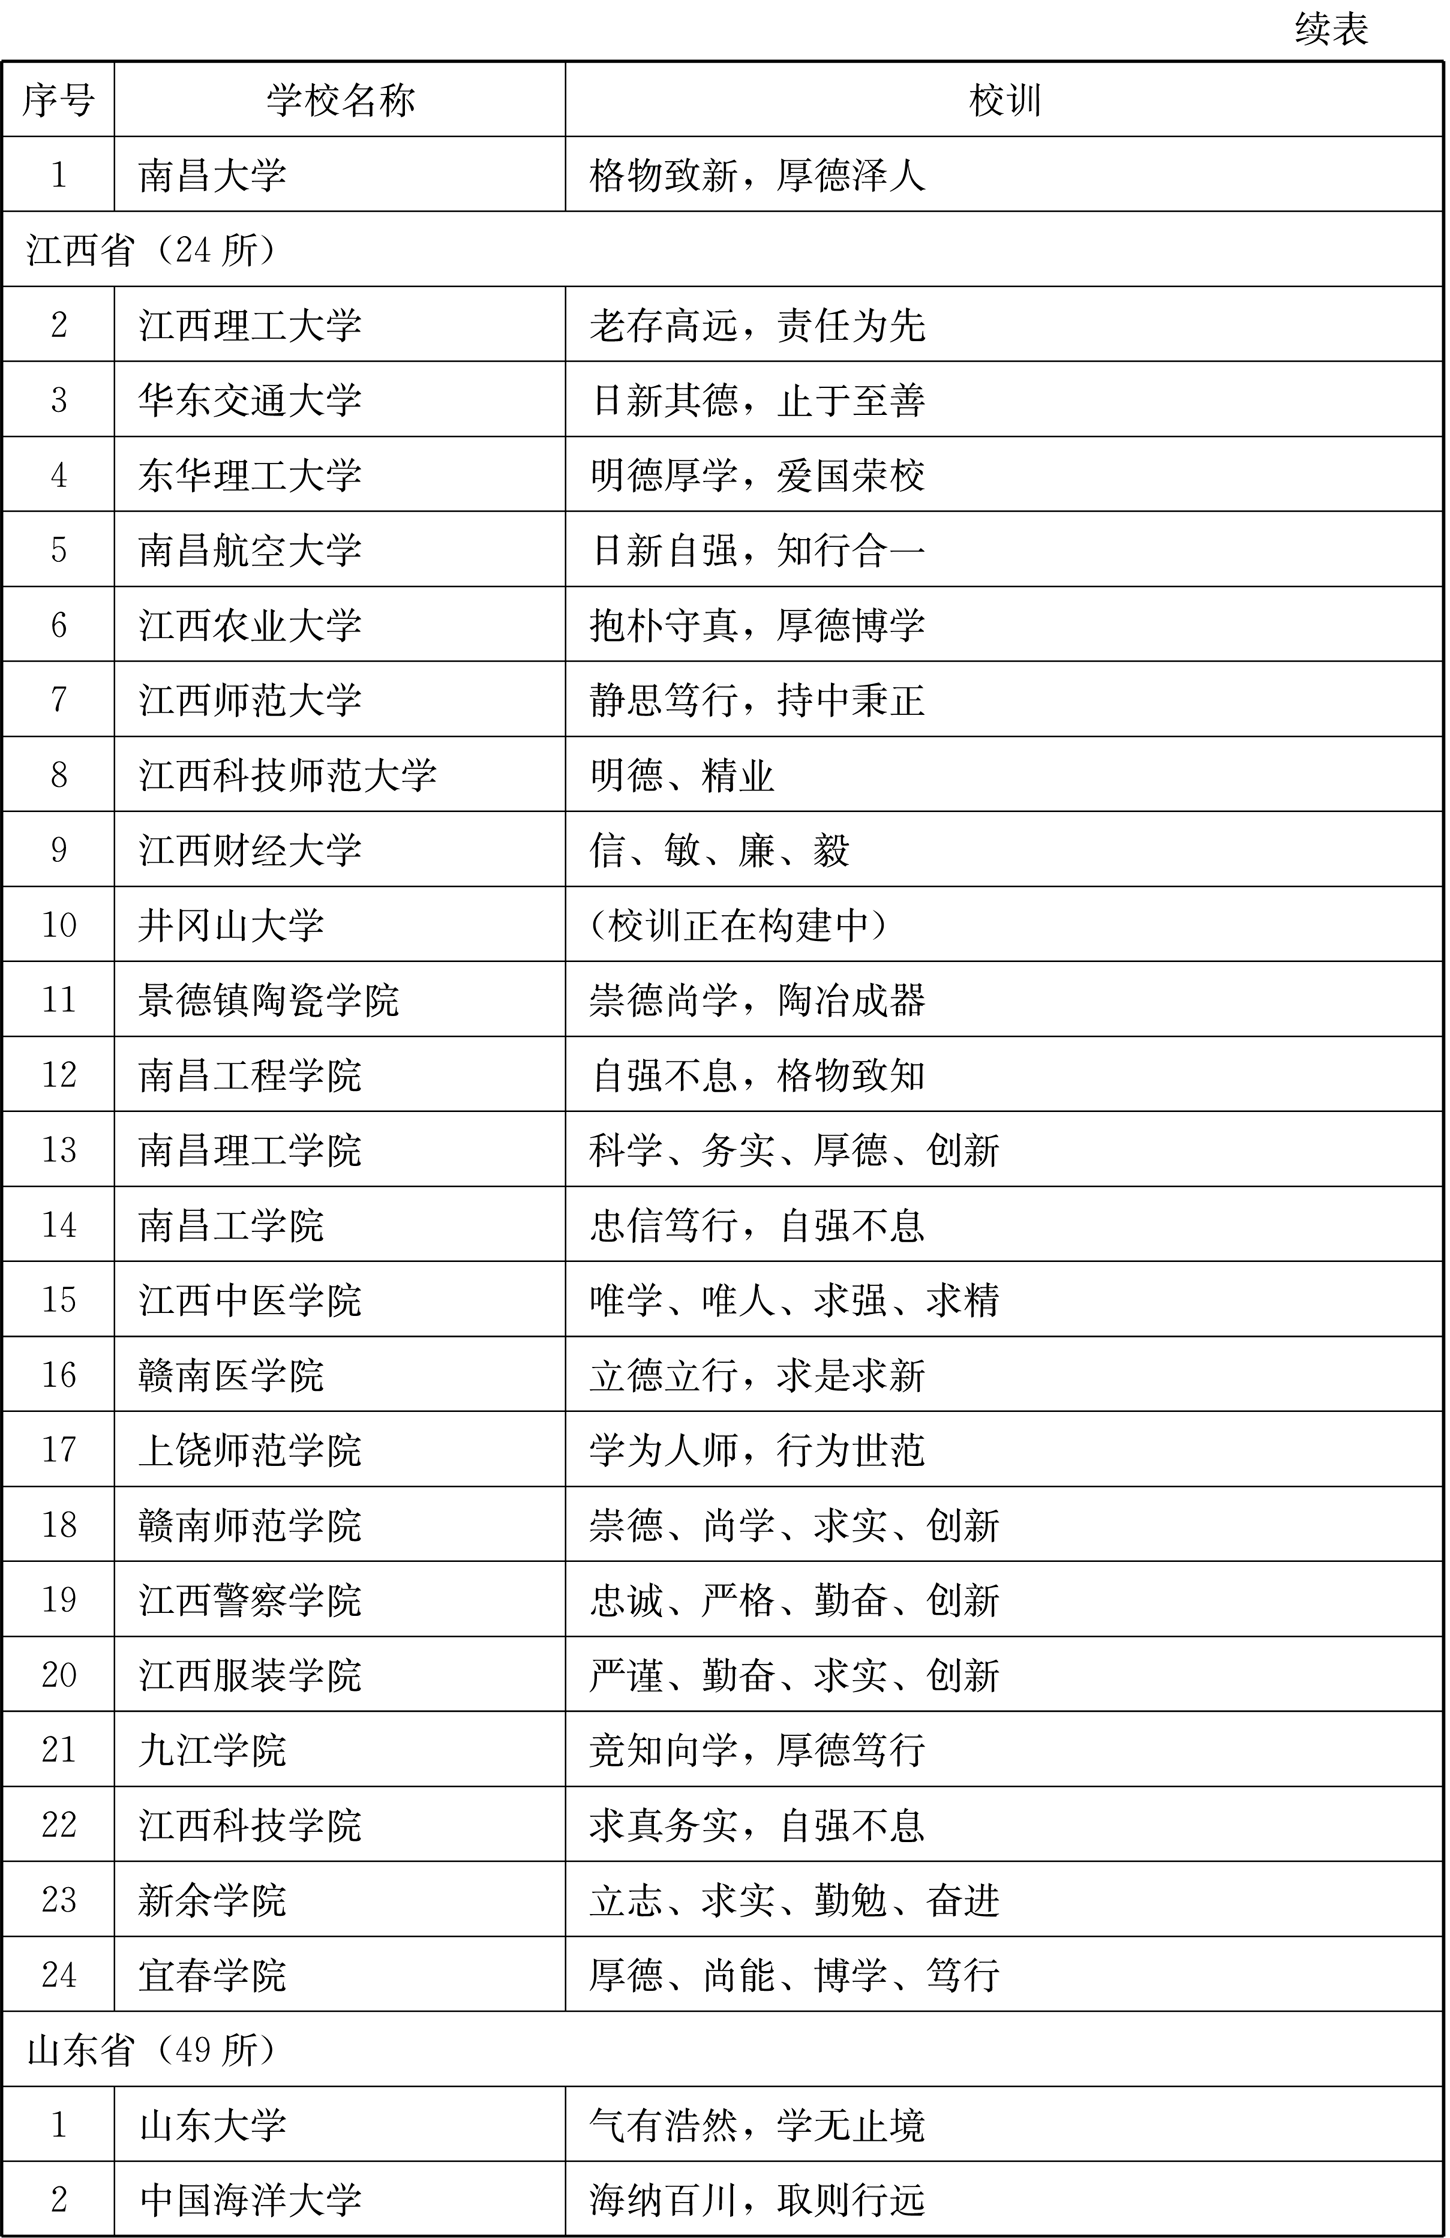 续表
序号 学校名称 校训
1 南昌大学 格物致新，厚德泽人
江西省（24 所）
2 江西理工大学 老存高远，责任为先
3 华东交通大学 日新其德，止于至善
4 东华理工大学 明德厚学，爱国荣校
5 南昌航空大学 日新自强，知行合一
6 江西农业大学 抱朴守真，厚德博学
7 江西师范大学 静思笃行，持中秉正
8 江西科技师范大学 明德、精业
9 江西财经大学 信、敏、廉、毅
10 井冈山大学 （校训正在构建中）
11 景德镇陶瓷学院 崇德尚学，陶冶成器
12 南昌工程学院 自强不息，格物致知
13 南昌理工学院 科学、务实、厚德、创新
14 南昌工学院 忠信笃行，自强不息
15 江西中医学院 唯学、唯人、求强、求精
16 赣南医学院 立德立行，求是求新
17 上饶师范学院 学为人师，行为世范
18 赣南师范学院 崇德、尚学、求实、创新
19 江西警察学院 忠诚、严格、勤奋、创新
20 江西服装学院 严谨、勤奋、求实、创新
21 九江学院 竞知向学，厚德笃行
22 江西科技学院 求真务实，自强不息
23 新余学院 立志、求实、勤勉、奋进
24 宜春学院 厚德、尚能、博学、笃行
山东省（49 所）
1 山东大学 气有浩然，学无止境
2 中国海洋大学 海纳百川，取则行远